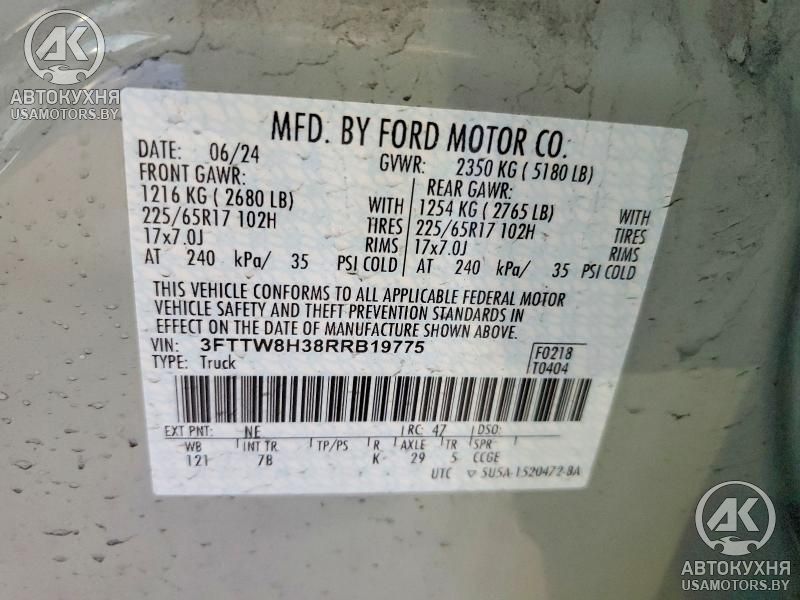 AK
АВТОКУХНЯ
USAMOTORS.BY
MFD. BY FORD MOTOR CO.
DATE: 06/24 GVWR: 2350 KG ( 5180 LB)
FRONT GAWR: REAR GAWR:
1216 KG ( 2680 LB) WITH 1254 KG ( 2765 LB) WITH
225/65R17 102H TIRES 225/65R17 102H TIRES
17x7.0J RIMS 17x7.0J RIMS
AT 240 kPa/ 35 PSI COLD AT 240 kPa/ 35 PSI COLD
THIS VEHICLE CONFORMS TO ALL APPLICABLE FEDERAL MOTOR
VEHICLE SAFETY AND THEFT PREVENTION STANDARDS IN
EFFECT ON THE DATE OF MANUFACTURE SHOWN ABOVE.
VIN: 3FTTW8H38RRB19775 F0218
TYPE: Truck T0404
EXT PNT: NE RC: 47 DSO:
WB INT TR TP/PS R AXLE TR SPR
121 7B K 29 5 CCGE
UTC ▽ SU5A-1520472-BA
AK
АВТОКУХНЯ
USAMOTORS.BY